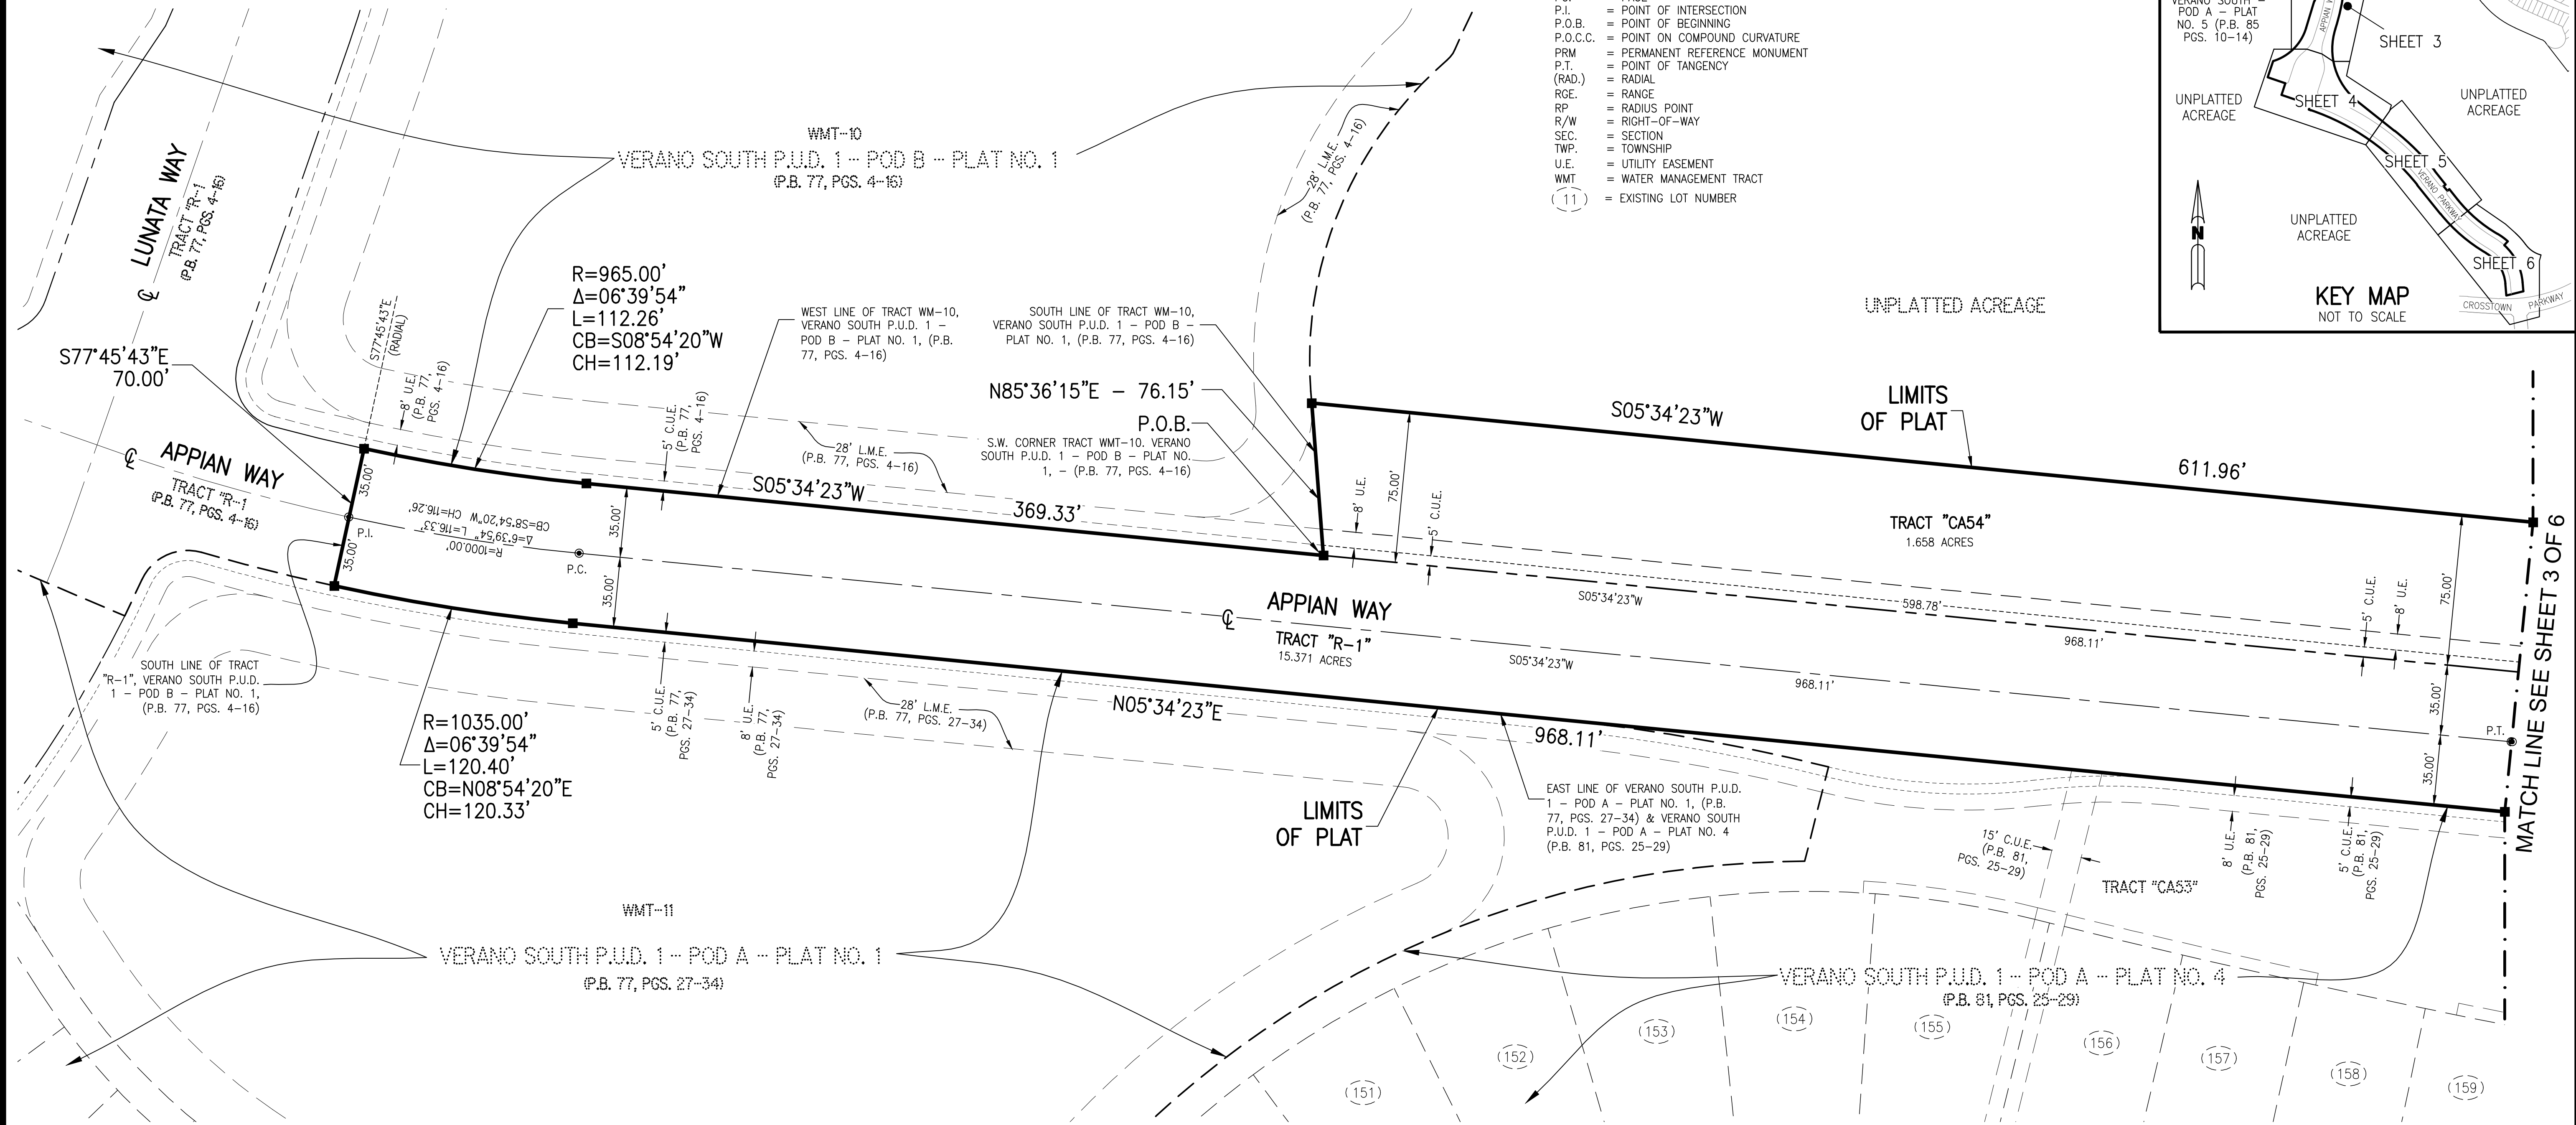 P.I. = POINT OF INTERSECTION
P.O.B. = POINT OF BEGINNING
P.O.C.C. = POINT ON COMPOUND CURVATURE
PRM = PERMANENT REFERENCE MONUMENT
P.T. = POINT OF TANGENCY
(RAD.) = RADIAL
RGE. = RANGE
RP = RADIUS POINT
R/W = RIGHT-OF-WAY
SEC. = SECTION
TWP. = TOWNSHIP
U.E. = UTILITY EASEMENT
WMT = WATER MANAGEMENT TRACT
11 = EXISTING LOT NUMBER
VERANO SOUTH -
POD A - PLAT
NO. 5 (P.B. 85
PGS. 10-14)
APPIAN
SHEET 3
UNPLATTED
ACREAGE
SHEET 4
UNPLATTED
ACREAGE
SHEET 5
VERANO PARKWAY
UNPLATTED
ACREAGE
N
SHEET 6
KEY MAP
NOT TO SCALE
CROSSTOWN PARKWAY
WMT-10
VERANO SOUTH P.U.D. 1 - POD B - PLAT NO. 1
(P.B. 77, PGS. 4-16)
LUNATA WAY
TRACT "R-1
(P.B. 77, PGS. 4-16)
28' L.M.E.
(P.B. 77, PGS. 4-16)
UNPLATTED ACREAGE
S77°45'43"E
70.00'
S77°45'43"E
(RADIAL)
8' U.E.
(P.B. 77,
PGS. 4-16)
R=965.00'
Δ=06°39'54"
L=112.26'
CB=S08°54'20"W
CH=112.19'
WEST LINE OF TRACT WM-10,
VERANO SOUTH P.U.D. 1 -
POD B - PLAT NO. 1, (P.B.
77, PGS. 4-16)
SOUTH LINE OF TRACT WM-10,
VERANO SOUTH P.U.D. 1 - POD B -
PLAT NO. 1, (P.B. 77, PGS. 4-16)
N85°36'15"E - 76.15'
P.O.B.
S.W. CORNER TRACT WMT-10. VERANO
SOUTH P.U.D. 1 - POD B - PLAT NO.
1, - (P.B. 77, PGS. 4-16)
5' C.U.E.
(P.B. 77,
PGS. 4-16)
28' L.M.E.
(P.B. 77, PGS. 4-16)
S05°34'23"W
369.33'
LIMITS
OF PLAT
S05°34'23"W
611.96'
75.00'
8' U.E.
5' C.U.E.
TRACT "CA54"
1.658 ACRES
5' C.U.E.
8' U.E.
75.00'
MATCH LINE SEE SHEET 3 OF 6
℄ APPIAN WAY
TRACT "R-1
(P.B. 77, PGS. 4-16)
35.00'
35.00'
P.I.
R=1000.00'
Δ=6°39'54" L=116.33'
CB=S8°54'20"W CH=116.26'
P.C.
35.00'
35.00'
℄ APPIAN WAY
TRACT "R-1"
15.371 ACRES
S05°34'23"W
598.78'
968.11'
S05°34'23"W
968.11'
35.00'
35.00'
P.T.
SOUTH LINE OF TRACT
"R-1", VERANO SOUTH P.U.D.
1 - POD B - PLAT NO. 1,
(P.B. 77, PGS. 4-16)
R=1035.00'
Δ=06°39'54"
L=120.40'
CB=N08°54'20"E
CH=120.33'
5' C.U.E.
(P.B. 77,
PGS. 27-34)
8' U.E.
(P.B. 77,
PGS. 27-34)
28' L.M.E.
(P.B. 77, PGS. 27-34)
N05°34'23"E
968.11'
LIMITS
OF PLAT
EAST LINE OF VERANO SOUTH P.U.D.
1 - POD A - PLAT NO. 1, (P.B.
77, PGS. 27-34) & VERANO SOUTH
P.U.D. 1 - POD A - PLAT NO. 4
(P.B. 81, PGS. 25-29)
15' C.U.E.
(P.B. 81,
PGS. 25-29)
TRACT "CA53"
8' U.E.
(P.B. 81,
PGS. 25-29)
5' C.U.E.
(P.B. 81,
PGS. 25-29)
WMT-11
VERANO SOUTH P.U.D. 1 - POD A - PLAT NO. 1
(P.B. 77, PGS. 27-34)
VERANO SOUTH P.U.D. 1 - POD A - PLAT NO. 4
(P.B. 81, PGS. 25-29)
151
152
153
154
155
156
157
158
159